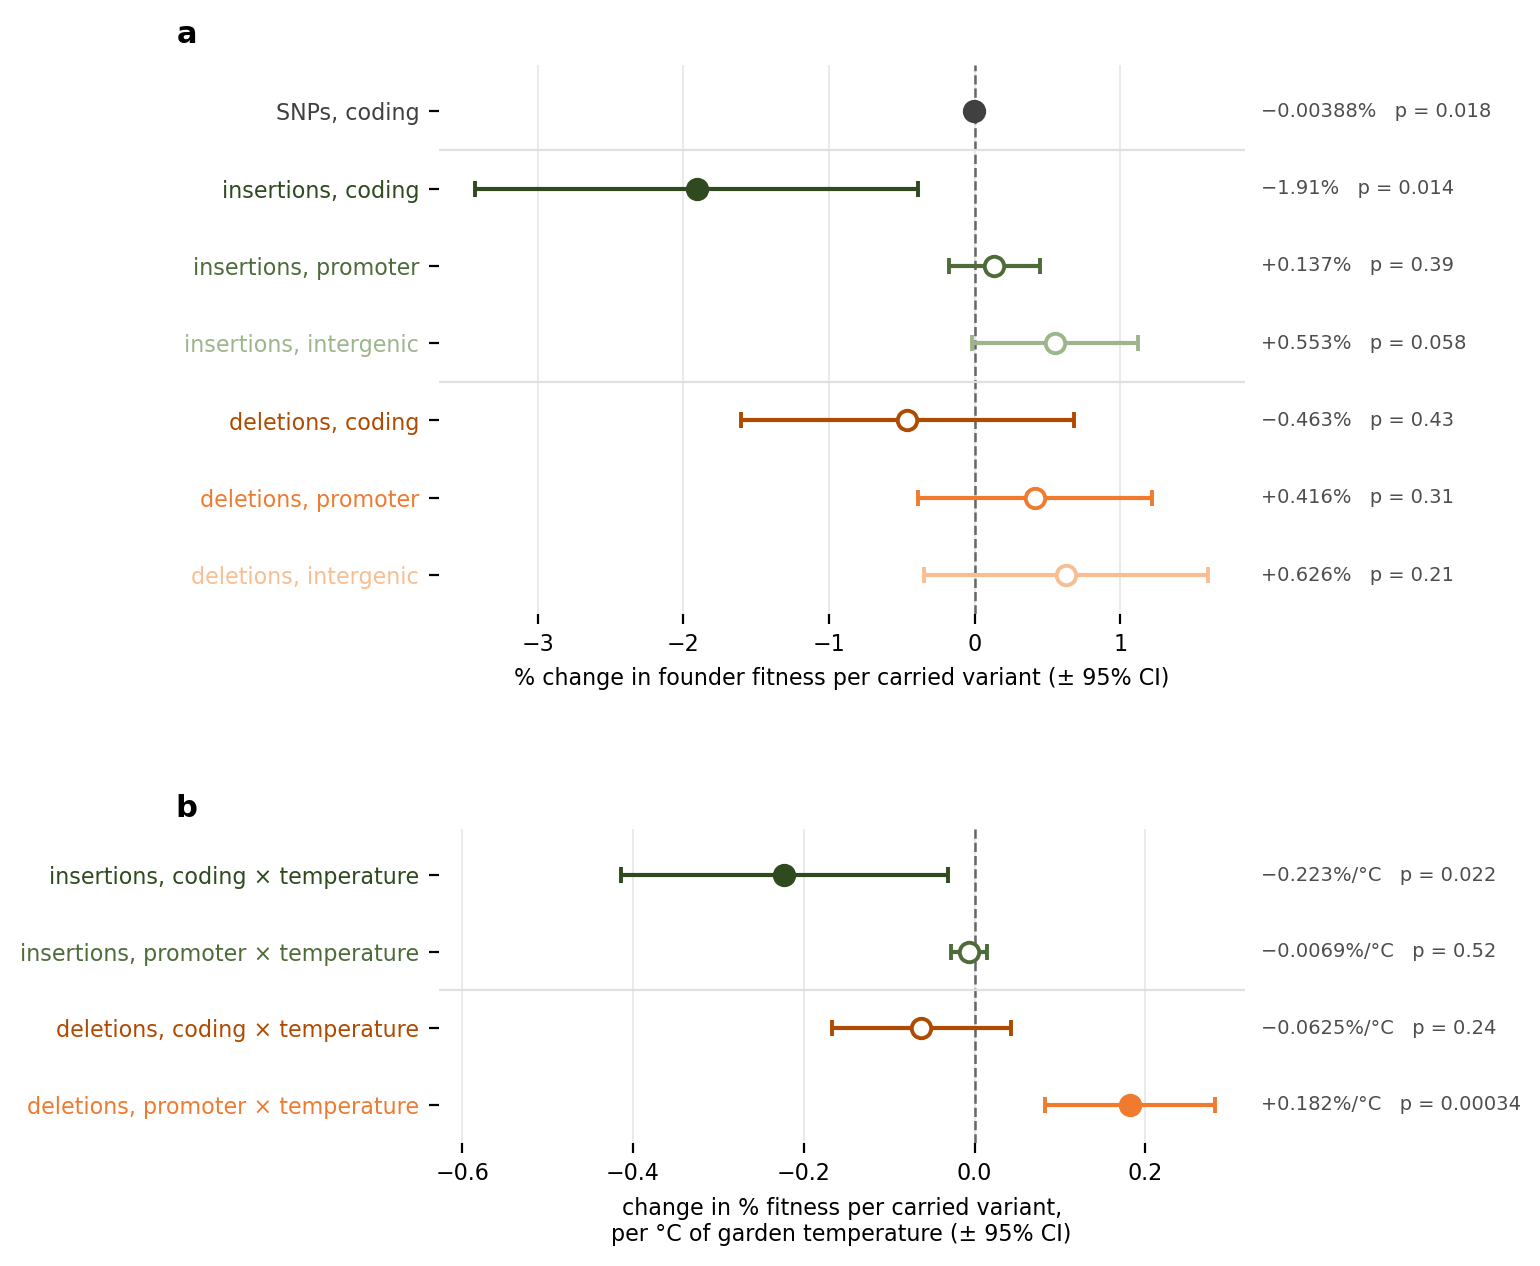 a
SNPs, coding
−0.00388%   p = 0.018
insertions, coding
−1.91%   p = 0.014
insertions, promoter
+0.137%   p = 0.39
insertions, intergenic
+0.553%   p = 0.058
deletions, coding
−0.463%   p = 0.43
deletions, promoter
+0.416%   p = 0.31
deletions, intergenic
+0.626%   p = 0.21
−3 −2 −1 0 1
% change in founder fitness per carried variant (± 95% CI)
b
insertions, coding × temperature
−0.223%/°C   p = 0.022
insertions, promoter × temperature
−0.0069%/°C   p = 0.52
deletions, coding × temperature
−0.0625%/°C   p = 0.24
deletions, promoter × temperature
+0.182%/°C   p = 0.00034
−0.6 −0.4 −0.2 0.0 0.2
change in % fitness per carried variant,
per °C of garden temperature (± 95% CI)